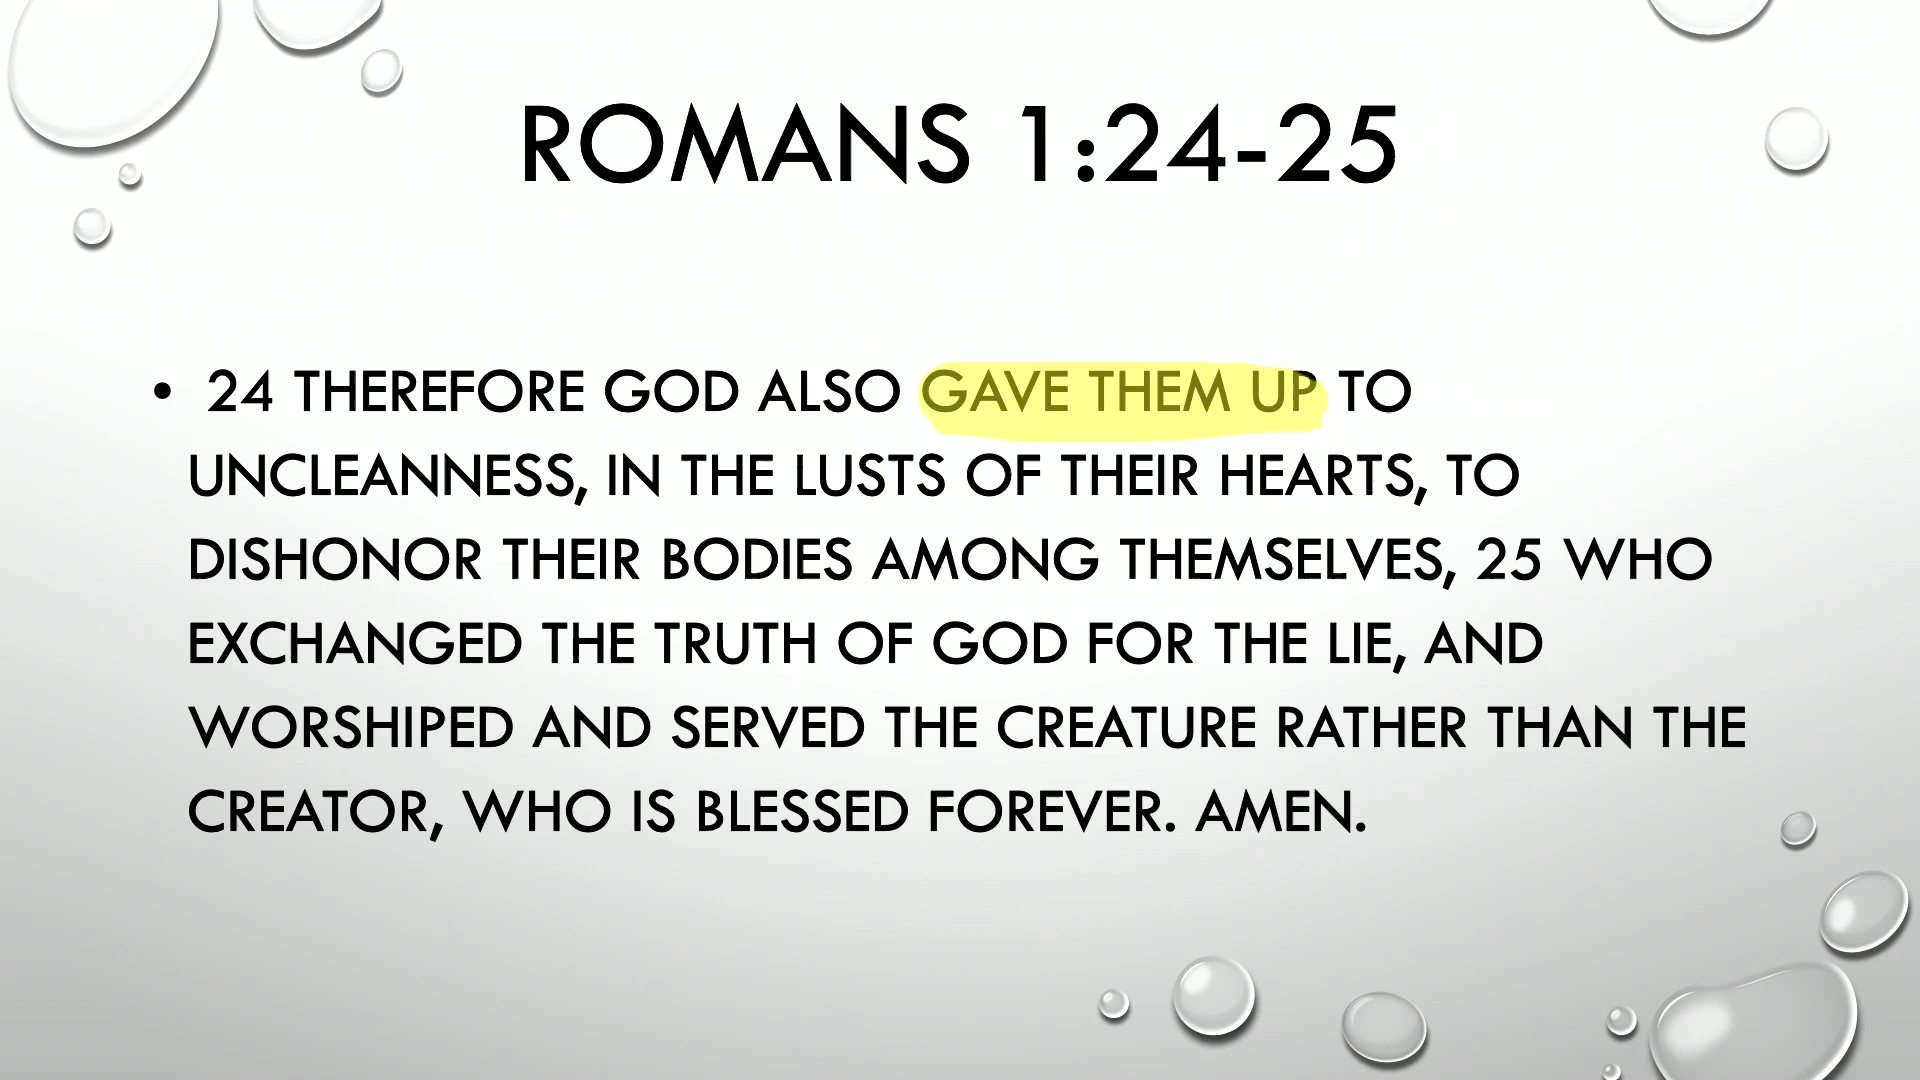 ROMANS 1:24-25
• 24 THEREFORE GOD ALSO GAVE THEM UP TO
UNCLEANNESS, IN THE LUSTS OF THEIR HEARTS, TO
DISHONOR THEIR BODIES AMONG THEMSELVES, 25 WHO
EXCHANGED THE TRUTH OF GOD FOR THE LIE, AND
WORSHIPED AND SERVED THE CREATURE RATHER THAN THE
CREATOR, WHO IS BLESSED FOREVER. AMEN.